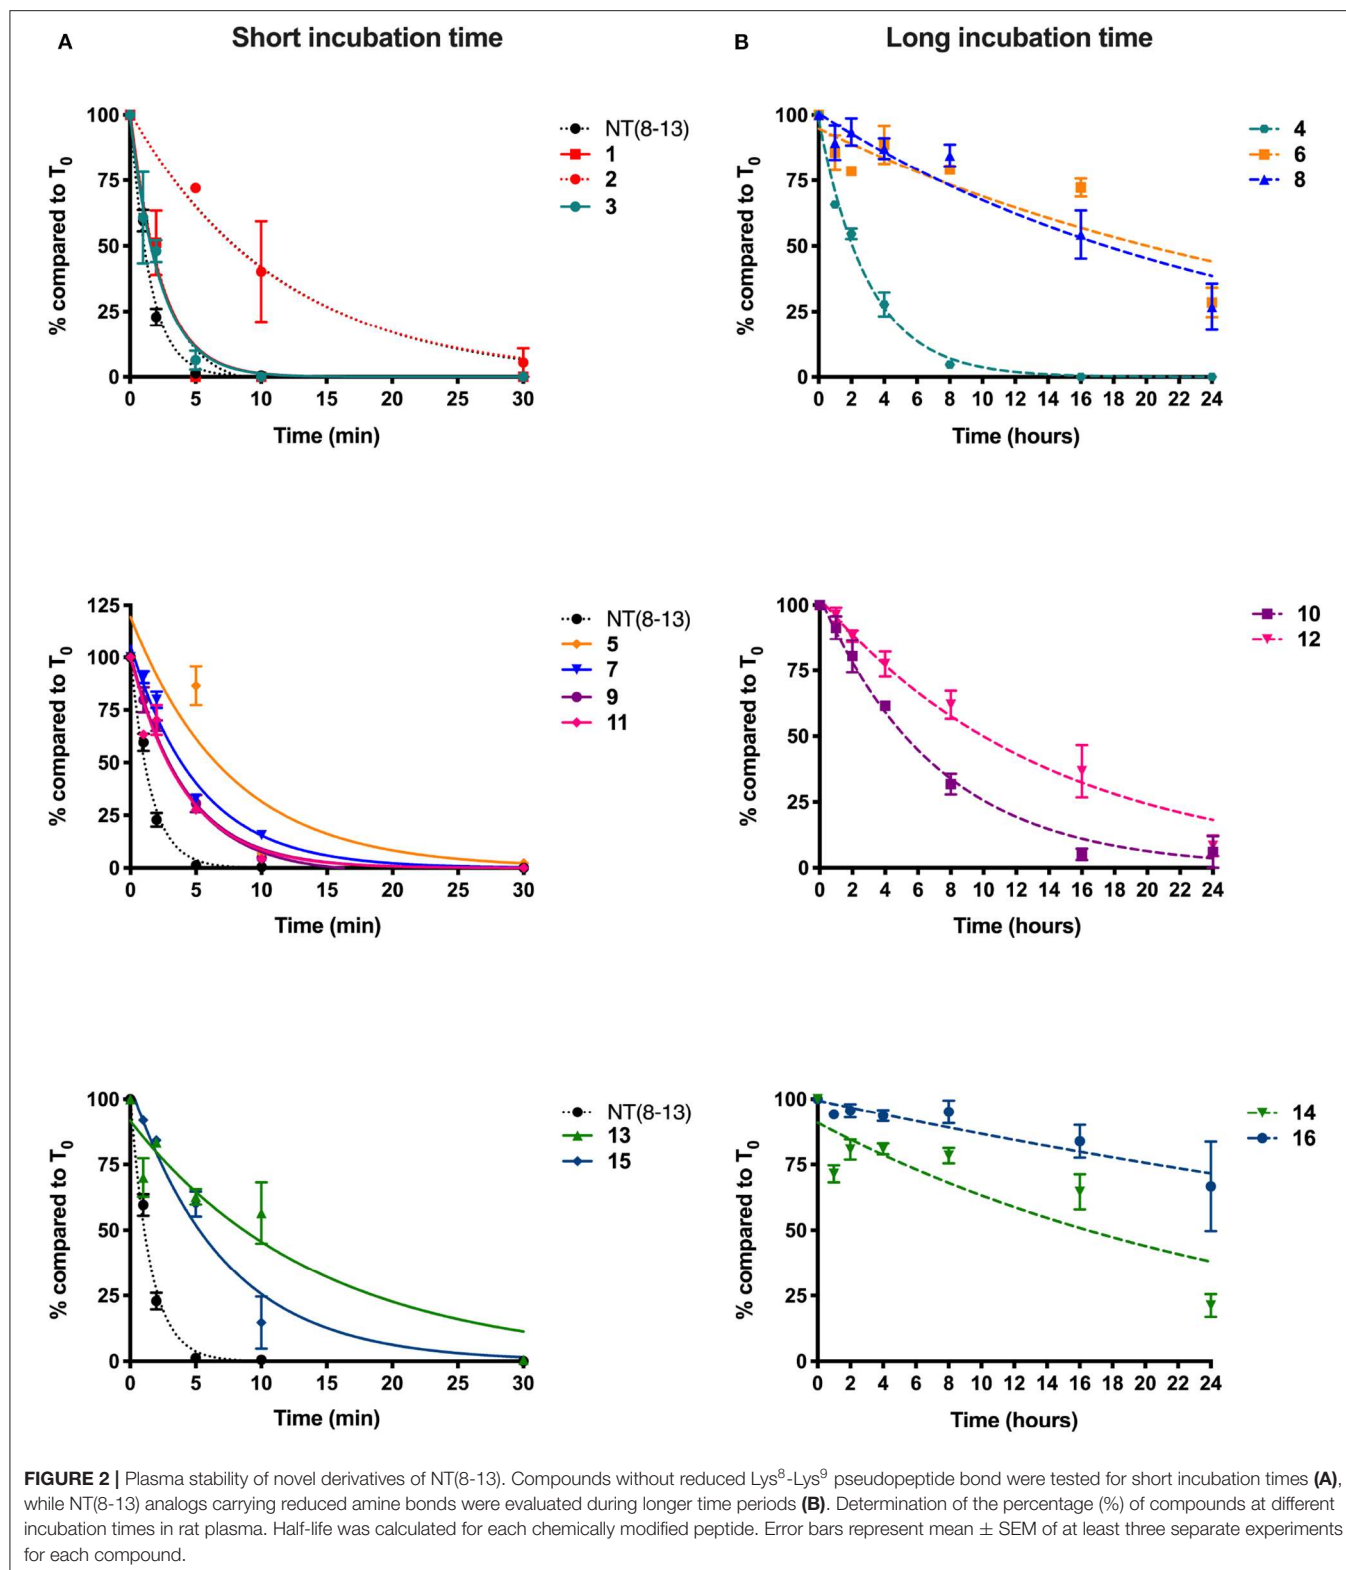 A Short incubation time
B Long incubation time
% compared to T0
100
75
50
25
0
0 5 10 15 20 25 30
Time (min)
NT(8-13)
1
2
3
% compared to T0
100
75
50
25
0
0 2 4 6 8 10 12 14 16 18 20 22 24
Time (hours)
4
6
8
% compared to T0
125
100
75
50
25
0
0 5 10 15 20 25 30
Time (min)
NT(8-13)
5
7
9
11
% compared to T0
100
75
50
25
0
0 2 4 6 8 10 12 14 16 18 20 22 24
Time (hours)
10
12
% compared to T0
100
75
50
25
0
0 5 10 15 20 25 30
Time (min)
NT(8-13)
13
15
% compared to T0
100
75
50
25
0
0 2 4 6 8 10 12 14 16 18 20 22 24
Time (hours)
14
16
FIGURE 2 | Plasma stability of novel derivatives of NT(8-13). Compounds without reduced Lys8-Lys9 pseudopeptide bond were tested for short incubation times (A),
while NT(8-13) analogs carrying reduced amine bonds were evaluated during longer time periods (B). Determination of the percentage (%) of compounds at different
incubation times in rat plasma. Half-life was calculated for each chemically modified peptide. Error bars represent mean ± SEM of at least three separate experiments
for each compound.